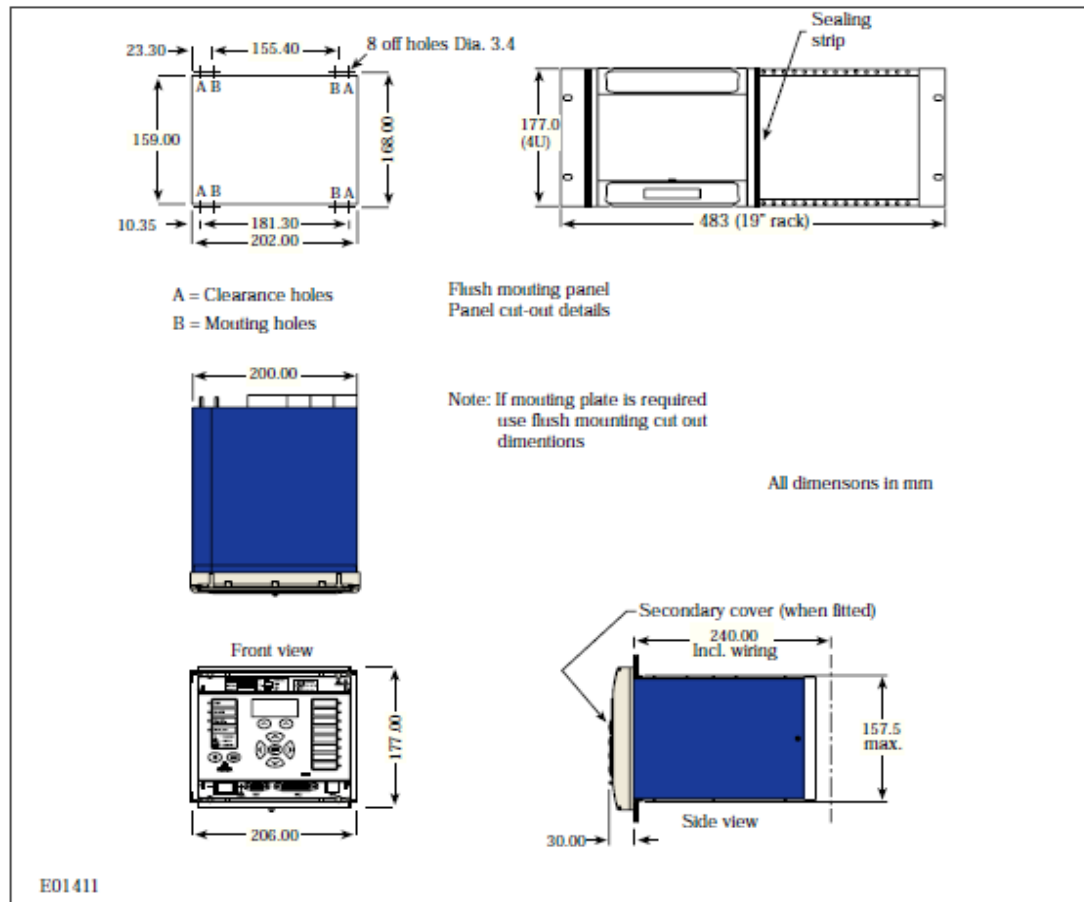 Sealing
strip
8 off holes Dia. 3.4
23.30
155.40
A B
B A
159.00
168.00
177.0
(4U)
A B
B A
10.35
181.30
202.00
483 (19" rack)
A = Clearance holes
B = Mouting holes
Flush mouting panel
Panel cut-out details
200.00
Note: If mouting plate is required
use flush mounting cut out
dimentions
All dimensons in mm
Secondary cover (when fitted)
240.00
Incl. wiring
Front view
177.00
157.5
max.
206.00
30.00
Side view
E01411